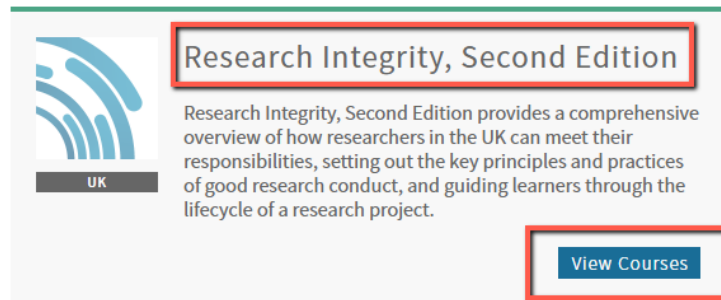 Research Integrity, Second Edition
Research Integrity, Second Edition provides a comprehensive
overview of how researchers in the UK can meet their
responsibilities, setting out the key principles and practices
of good research conduct, and guiding learners through the
lifecycle of a research project.
UK
View Courses